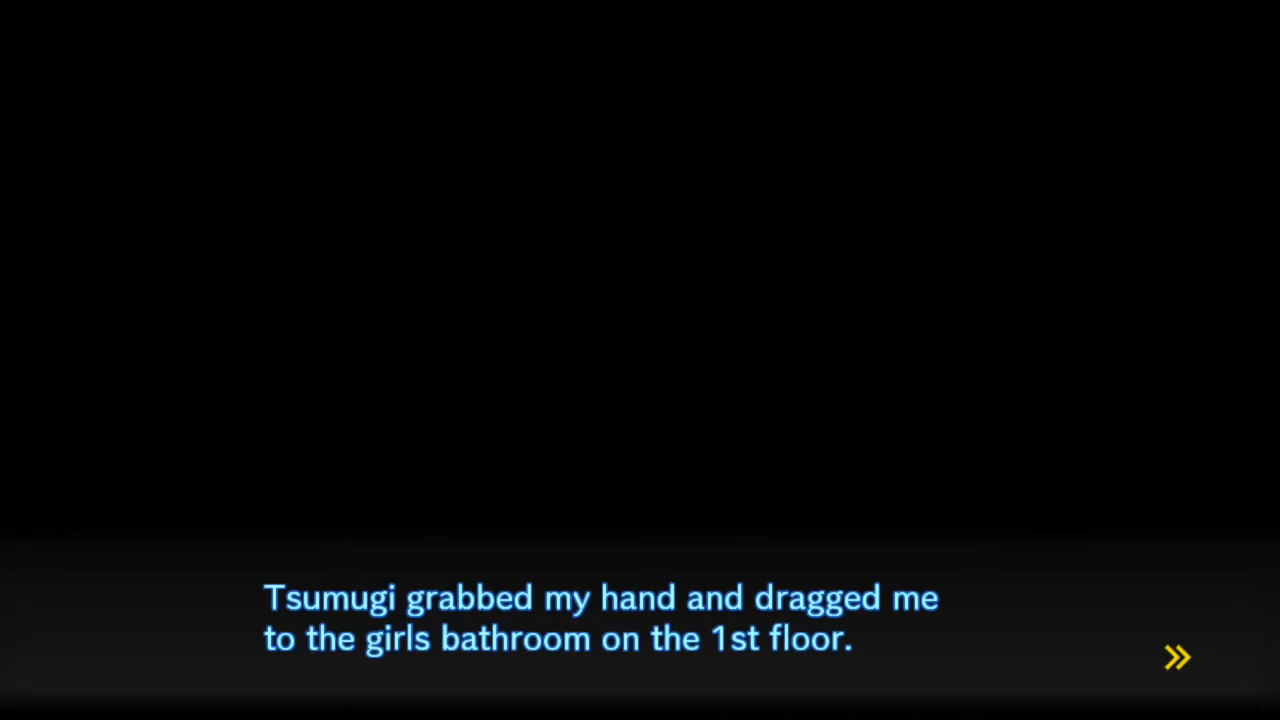 Tsumugi grabbed my hand and dragged me
to the girls bathroom on the 1st floor.